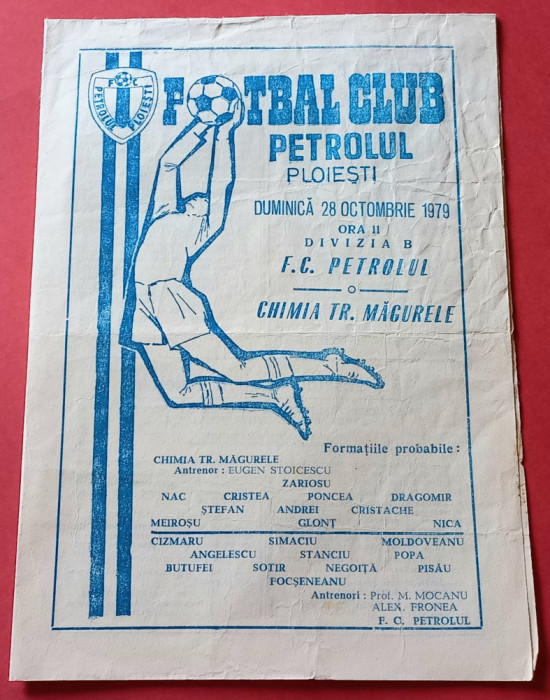 F C
PETROLUL PLOIEȘTI
FOTBAL CLUB
PETROLUL
PLOIEȘTI
DUMINICĂ 28 OCTOMBRIE 1979
ORA 11
DIVIZIA B
F.C. PETROLUL
CHIMIA TR. MĂGURELE
Formațiile probabile :
CHIMIA TR. MĂGURELE
Antrenor : EUGEN STOICESCU
ZARIOSU
NAC CRISTEA PONCEA DRAGOMIR
ȘTEFAN ANDREI CRISTACHE
MEIROȘU GLONȚ NICA
CIZMARU SIMACIU MOLDOVEANU
ANGELESCU STANCIU POPA
BUTUFEI SOTIR NEGOIȚĂ PISĂU
FOCȘENEANU
Antrenori : Prof. M. MOCANU
ALEX. FRONEA
F. C. PETROLUL